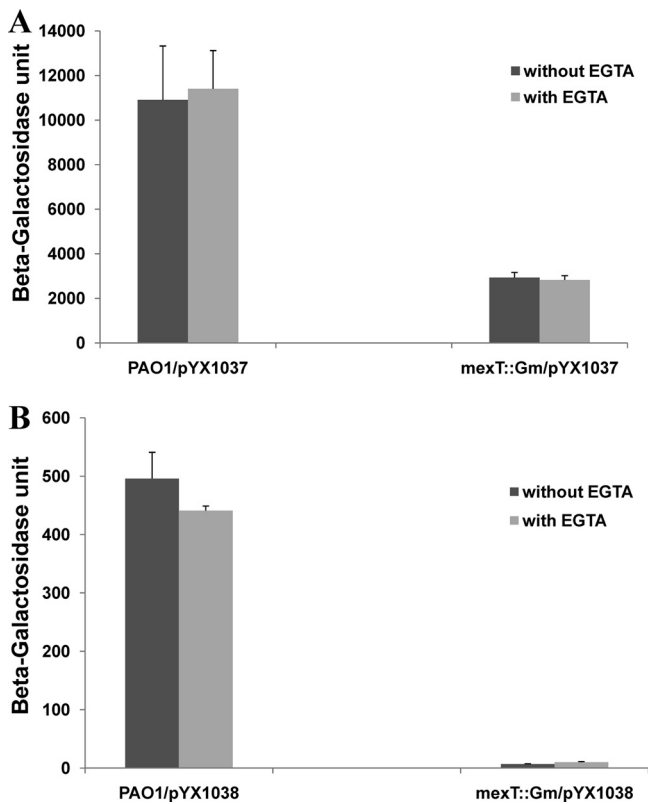 A
Beta-Galactosidase unit
14000
12000
10000
8000
6000
4000
2000
0
without EGTA
with EGTA
PAO1/pYX1037
mexT::Gm/pYX1037
B
Beta-Galactosidase unit
600
500
400
300
200
100
0
without EGTA
with EGTA
PAO1/pYX1038
mexT::Gm/pYX1038